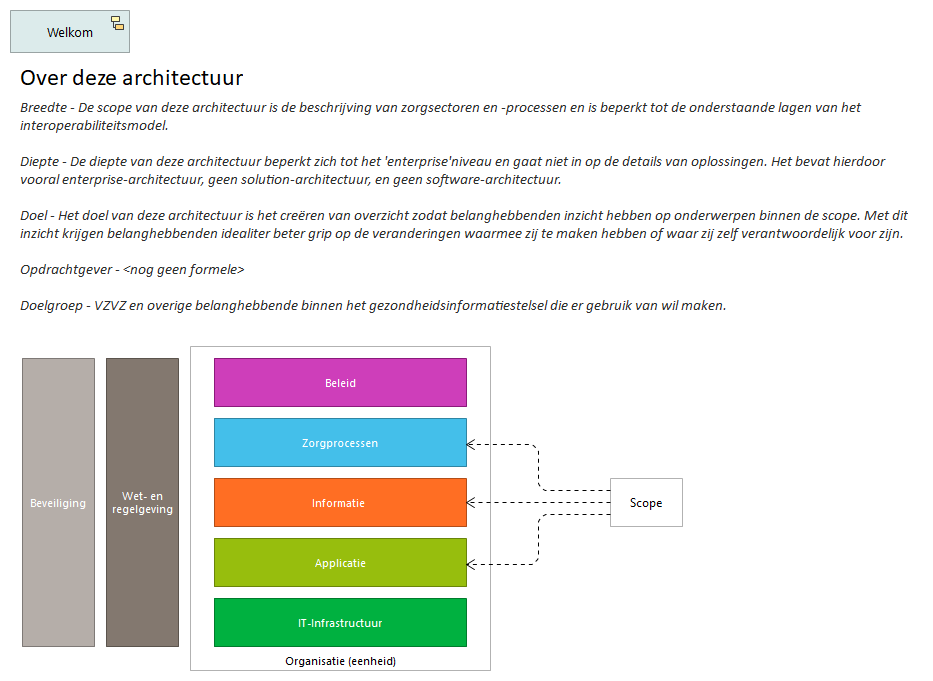 Welkom
Over deze architectuur
Breedte - De scope van deze architectuur is de beschrijving van zorgsectoren en -processen en is beperkt tot de onderstaande lagen van het
interoperabiliteitsmodel.
Diepte - De diepte van deze architectuur beperkt zich tot het 'enterprise'niveau en gaat niet in op de details van oplossingen. Het bevat hierdoor
vooral enterprise-architectuur, geen solution-architectuur, en geen software-architectuur.
Doel - Het doel van deze architectuur is het creëren van overzicht zodat belanghebbenden inzicht hebben op onderwerpen binnen de scope. Met dit
inzicht krijgen belanghebbenden idealiter beter grip op de veranderingen waarmee zij te maken hebben of waar zij zelf verantwoordelijk voor zijn.
Opdrachtgever - <nog geen formele>
Doelgroep - VZVZ en overige belanghebbende binnen het gezondheidsinformatiestelsel die er gebruik van wil maken.
Beveiliging
Wet- en
regelgeving
Beleid
Zorgprocessen
Informatie
Applicatie
IT-Infrastructuur
Organisatie (eenheid)
Scope